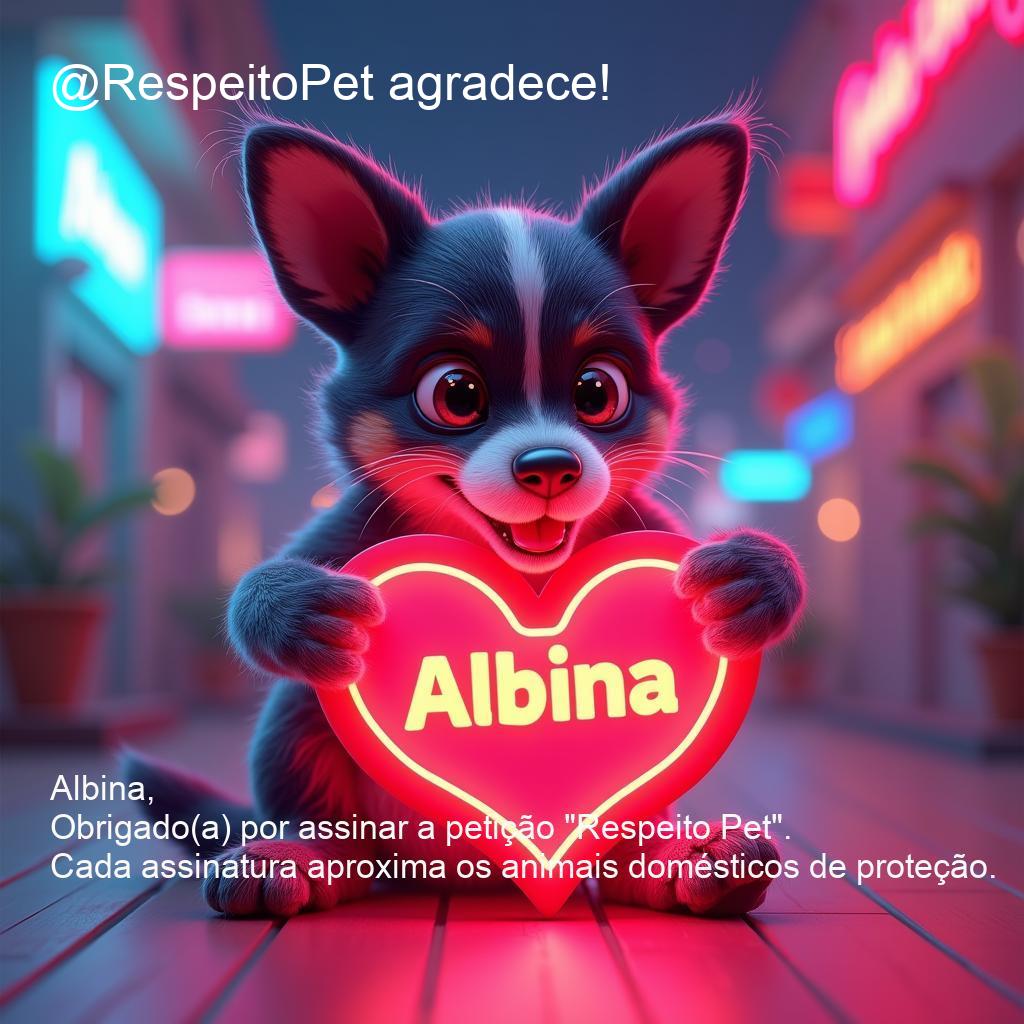 @RespeitoPet agradece!
Albina
Albina,
Obrigado(a) por assinar a petição "Respeito Pet".
Cada assinatura aproxima os animais domésticos de proteção.